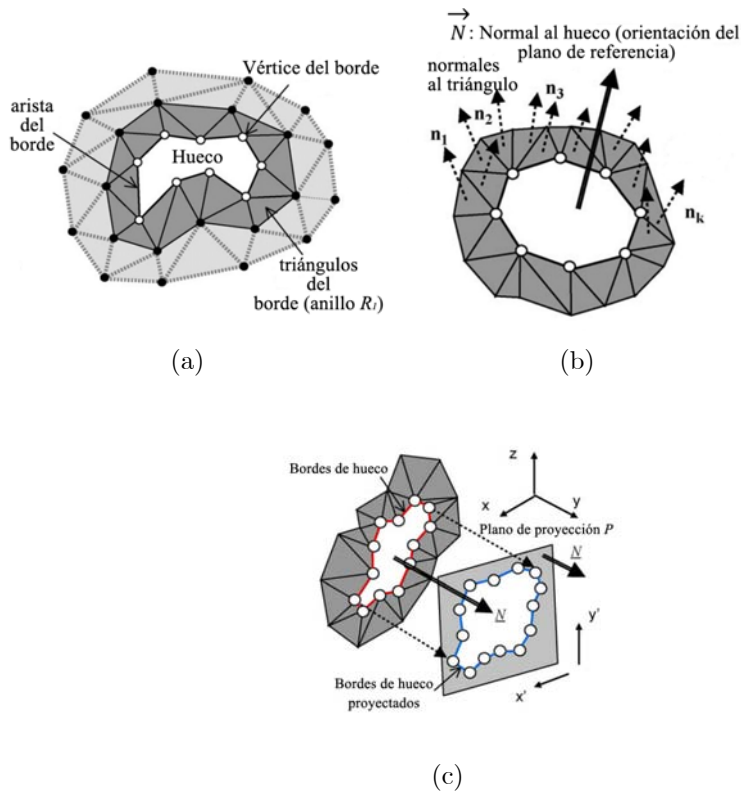 Vértice del borde
arista
del
borde
Hueco
triángulos
del
borde (anillo R₁)
(a)
N : Normal al hueco (orientación del
plano de referencia)
normales
al triángulo
n₁
n₂
n₃
nₖ
(b)
Bordes de hueco
z
x
y
Plano de proyección P
N
N
y'
x'
Bordes de hueco
proyectados
(c)